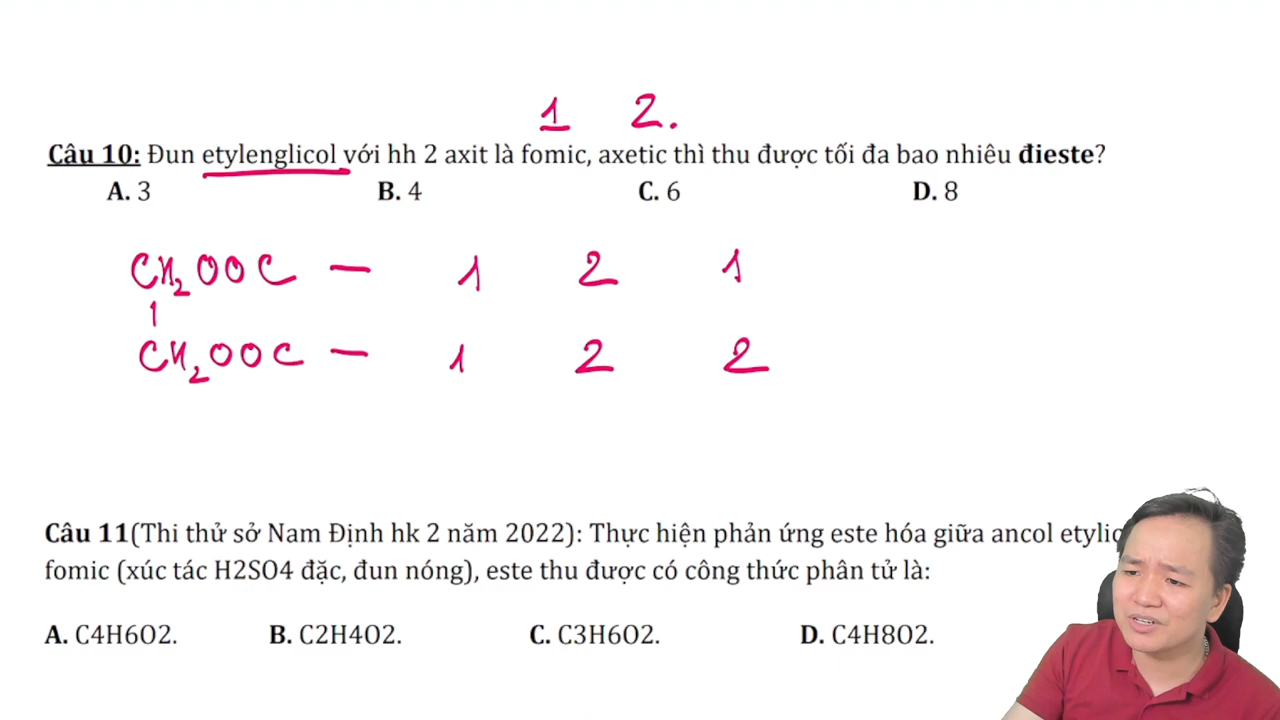 1 2.
Câu 10: Đun etylenglicol với hh 2 axit là fomic, axetic thì thu được tối đa bao nhiêu đieste?
A. 3 B. 4 C. 6 D. 8
CH2OOC — 1 2 1
|
CH2OOC — 1 2 2
Câu 11(Thi thử sở Nam Định hk 2 năm 2022): Thực hiện phản ứng este hóa giữa ancol
fomic (xúc tác H2SO4 đặc, đun nóng), este thu được có công thức phân tử là:
A. C4H6O2. B. C2H4O2. C. C3H6O2. D. C4H8O2.